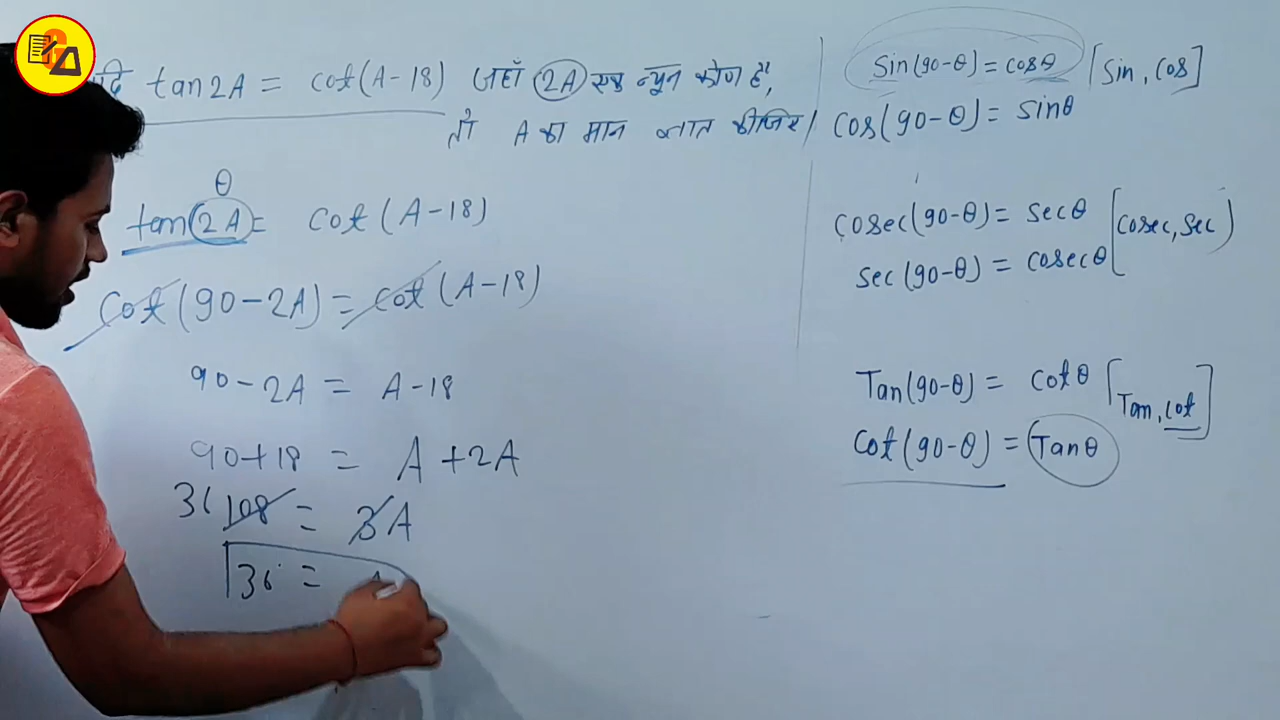 यदि tan2A = cot(A-18) जहाँ 2A एक न्यून कोण है,
तो A का मान ज्ञात कीजिए।
θ
tan(2A) = cot(A-18)
cot(90-2A) = cot(A-18)
90-2A = A-18
90+18 = A+2A
36 108 = 3A
36 =
Sin(90-θ) = cosθ [Sin, Cos]
cos(90-θ) = sinθ
cosec(90-θ) = secθ [cosec, sec]
sec(90-θ) = cosecθ
Tan(90-θ) = cotθ [Tan, cot]
Cot(90-θ) = Tanθ